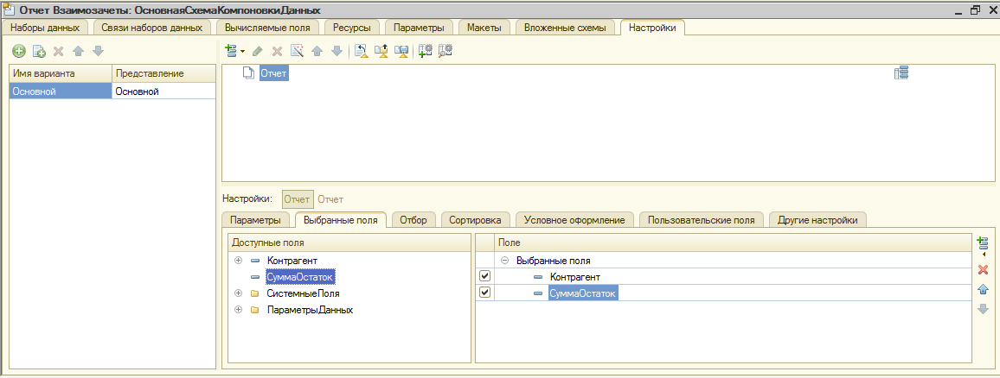 Отчет Взаимозачеты: ОсновнаяСхемаКомпоновкиДанных
Наборы данных Связи наборов данных Вычисляемые поля Ресурсы Параметры Макеты Вложенные схемы Настройки
Имя варианта Представление
Основной Основной
Отчет
Настройки: Отчет Отчет
Параметры Выбранные поля Отбор Сортировка Условное оформление Пользовательские поля Другие настройки
Доступные поля Поле
Контрагент Выбранные поля
СуммаОстаток Контрагент
СистемныеПоля СуммаОстаток
ПараметрыДанных